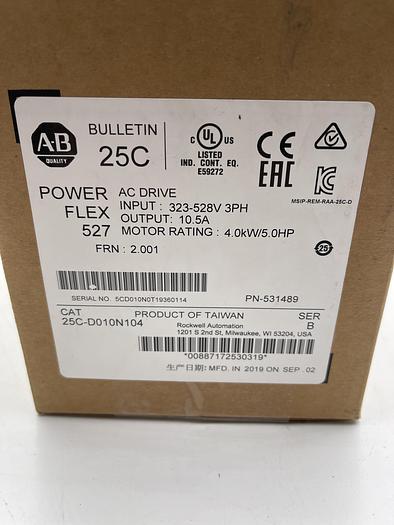 A-B
QUALITY
BULLETIN
25C
C UL US
LISTED
IND. CONT. EQ.
E59272
CE
EAC
MSIP-REM-RAA-25C-D
POWER
FLEX
527
AC DRIVE
INPUT : 323-528V 3PH
OUTPUT: 10.5A
MOTOR RATING : 4.0kW/5.0HP
FRN : 2.001
25
SERIAL NO. 5CD010N0T19360114
PN-531489
CAT
25C-D010N104
PRODUCT OF TAIWAN
Rockwell Automation
1201 S 2nd St, Milwaukee, WI 53204, USA
SER
B
*00887172530319*
生产日期: MFD. IN 2019 ON SEP . 02